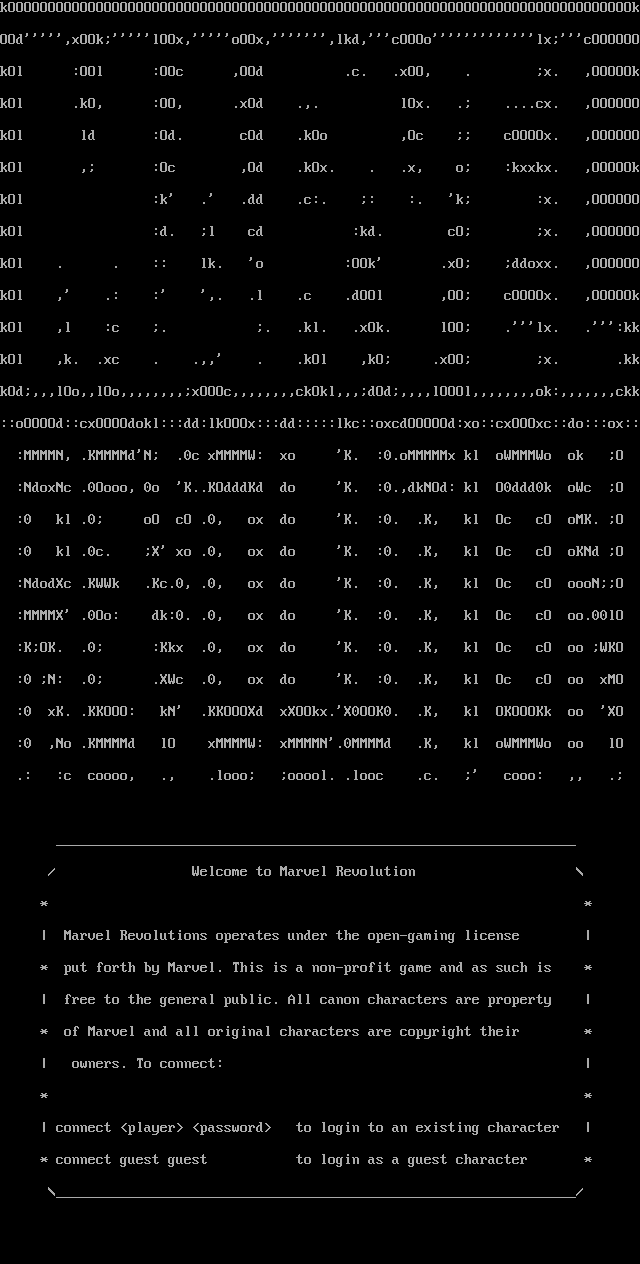 MARVEL
REVOLUTION
Welcome to Marvel Revolution
Marvel Revolutions operates under the open-gaming license
put forth by Marvel. This is a non-profit game and as such is
free to the general public. All canon characters are property
of Marvel and all original characters are copyright their
owners. To connect:
connect <player> <password> to login to an existing character
connect guest guest to login as a guest character